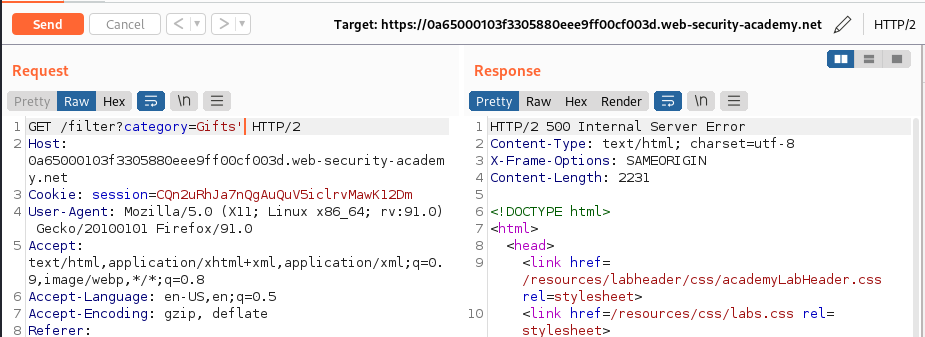 Send Cancel < > Target: https://0a65000103f3305880eee9ff00cf003d.web-security-academy.net HTTP/2
Request
Pretty Raw Hex \n
1 GET /filter?category=Gifts' HTTP/2
2 Host:
0a65000103f3305880eee9ff00cf003d.web-security-academ
y.net
3 Cookie: session=CQn2uRhJa7nQgAuQuV5iclrvMawK12Dm
4 User-Agent: Mozilla/5.0 (X11; Linux x86_64; rv:91.0)
Gecko/20100101 Firefox/91.0
5 Accept:
text/html,application/xhtml+xml,application/xml;q=0.
9,image/webp,*/*;q=0.8
6 Accept-Language: en-US,en;q=0.5
7 Accept-Encoding: gzip, deflate
8 Referer:
Response
Pretty Raw Hex Render \n
1 HTTP/2 500 Internal Server Error
2 Content-Type: text/html; charset=utf-8
3 X-Frame-Options: SAMEORIGIN
4 Content-Length: 2231
5
6 <!DOCTYPE html>
7 <html>
8 <head>
9 <link href=
/resources/labheader/css/academyLabHeader.css
rel=stylesheet>
10 <link href=/resources/css/labs.css rel=
stylesheet>